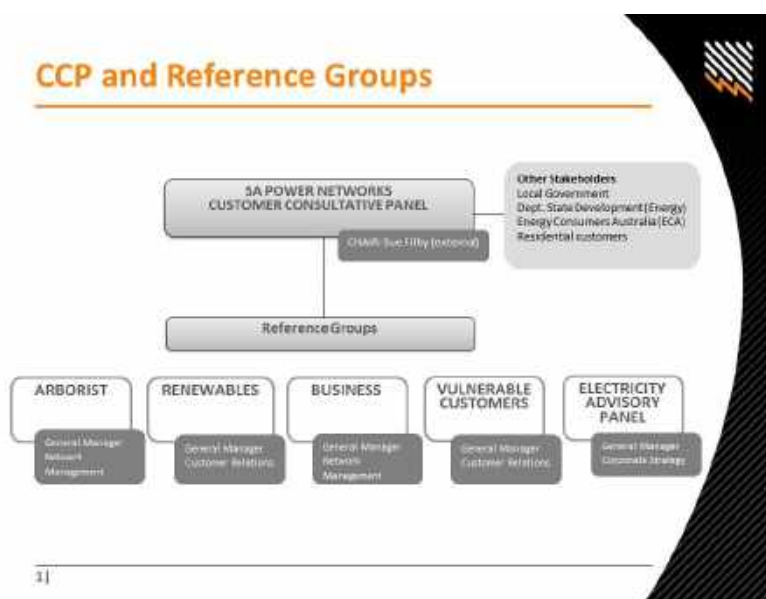 CCP and Reference Groups
SA POWER NETWORKS
CUSTOMER CONSULTATIVE PANEL
CHAIR: Sue Filby (external)
Other Stakeholders
Local Government
Dept. State Development (Energy)
Energy Consumers Australia (ECA)
Residential customers
Reference Groups
ARBORIST
General Manager
Network
Management
RENEWABLES
General Manager
Customer Relations
BUSINESS
General Manager
Network
Management
VULNERABLE
CUSTOMERS
General Manager
Customer Relations
ELECTRICITY
ADVISORY
PANEL
General Manager
Corporate Strategy
1|